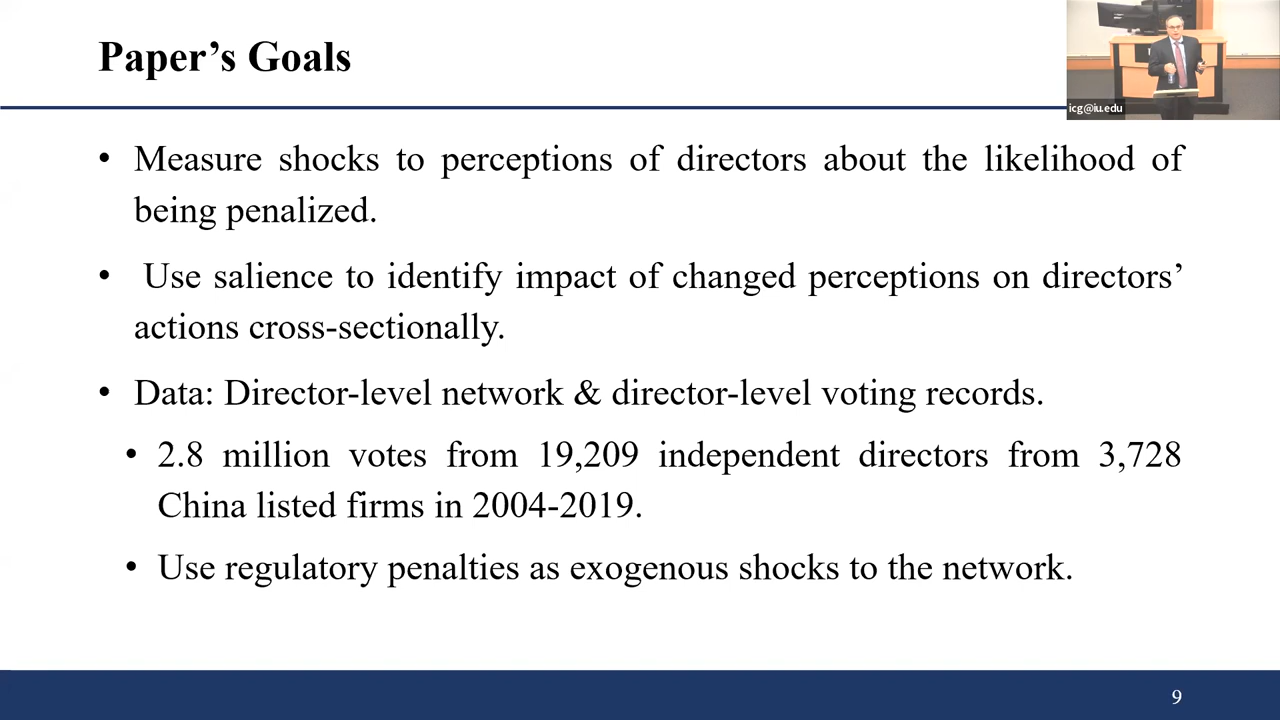 Paper’s Goals
icg@iu.edu
• Measure shocks to perceptions of directors about the likelihood of
being penalized.
• Use salience to identify impact of changed perceptions on directors’
actions cross-sectionally.
• Data: Director-level network & director-level voting records.
• 2.8 million votes from 19,209 independent directors from 3,728
China listed firms in 2004-2019.
• Use regulatory penalties as exogenous shocks to the network.
9